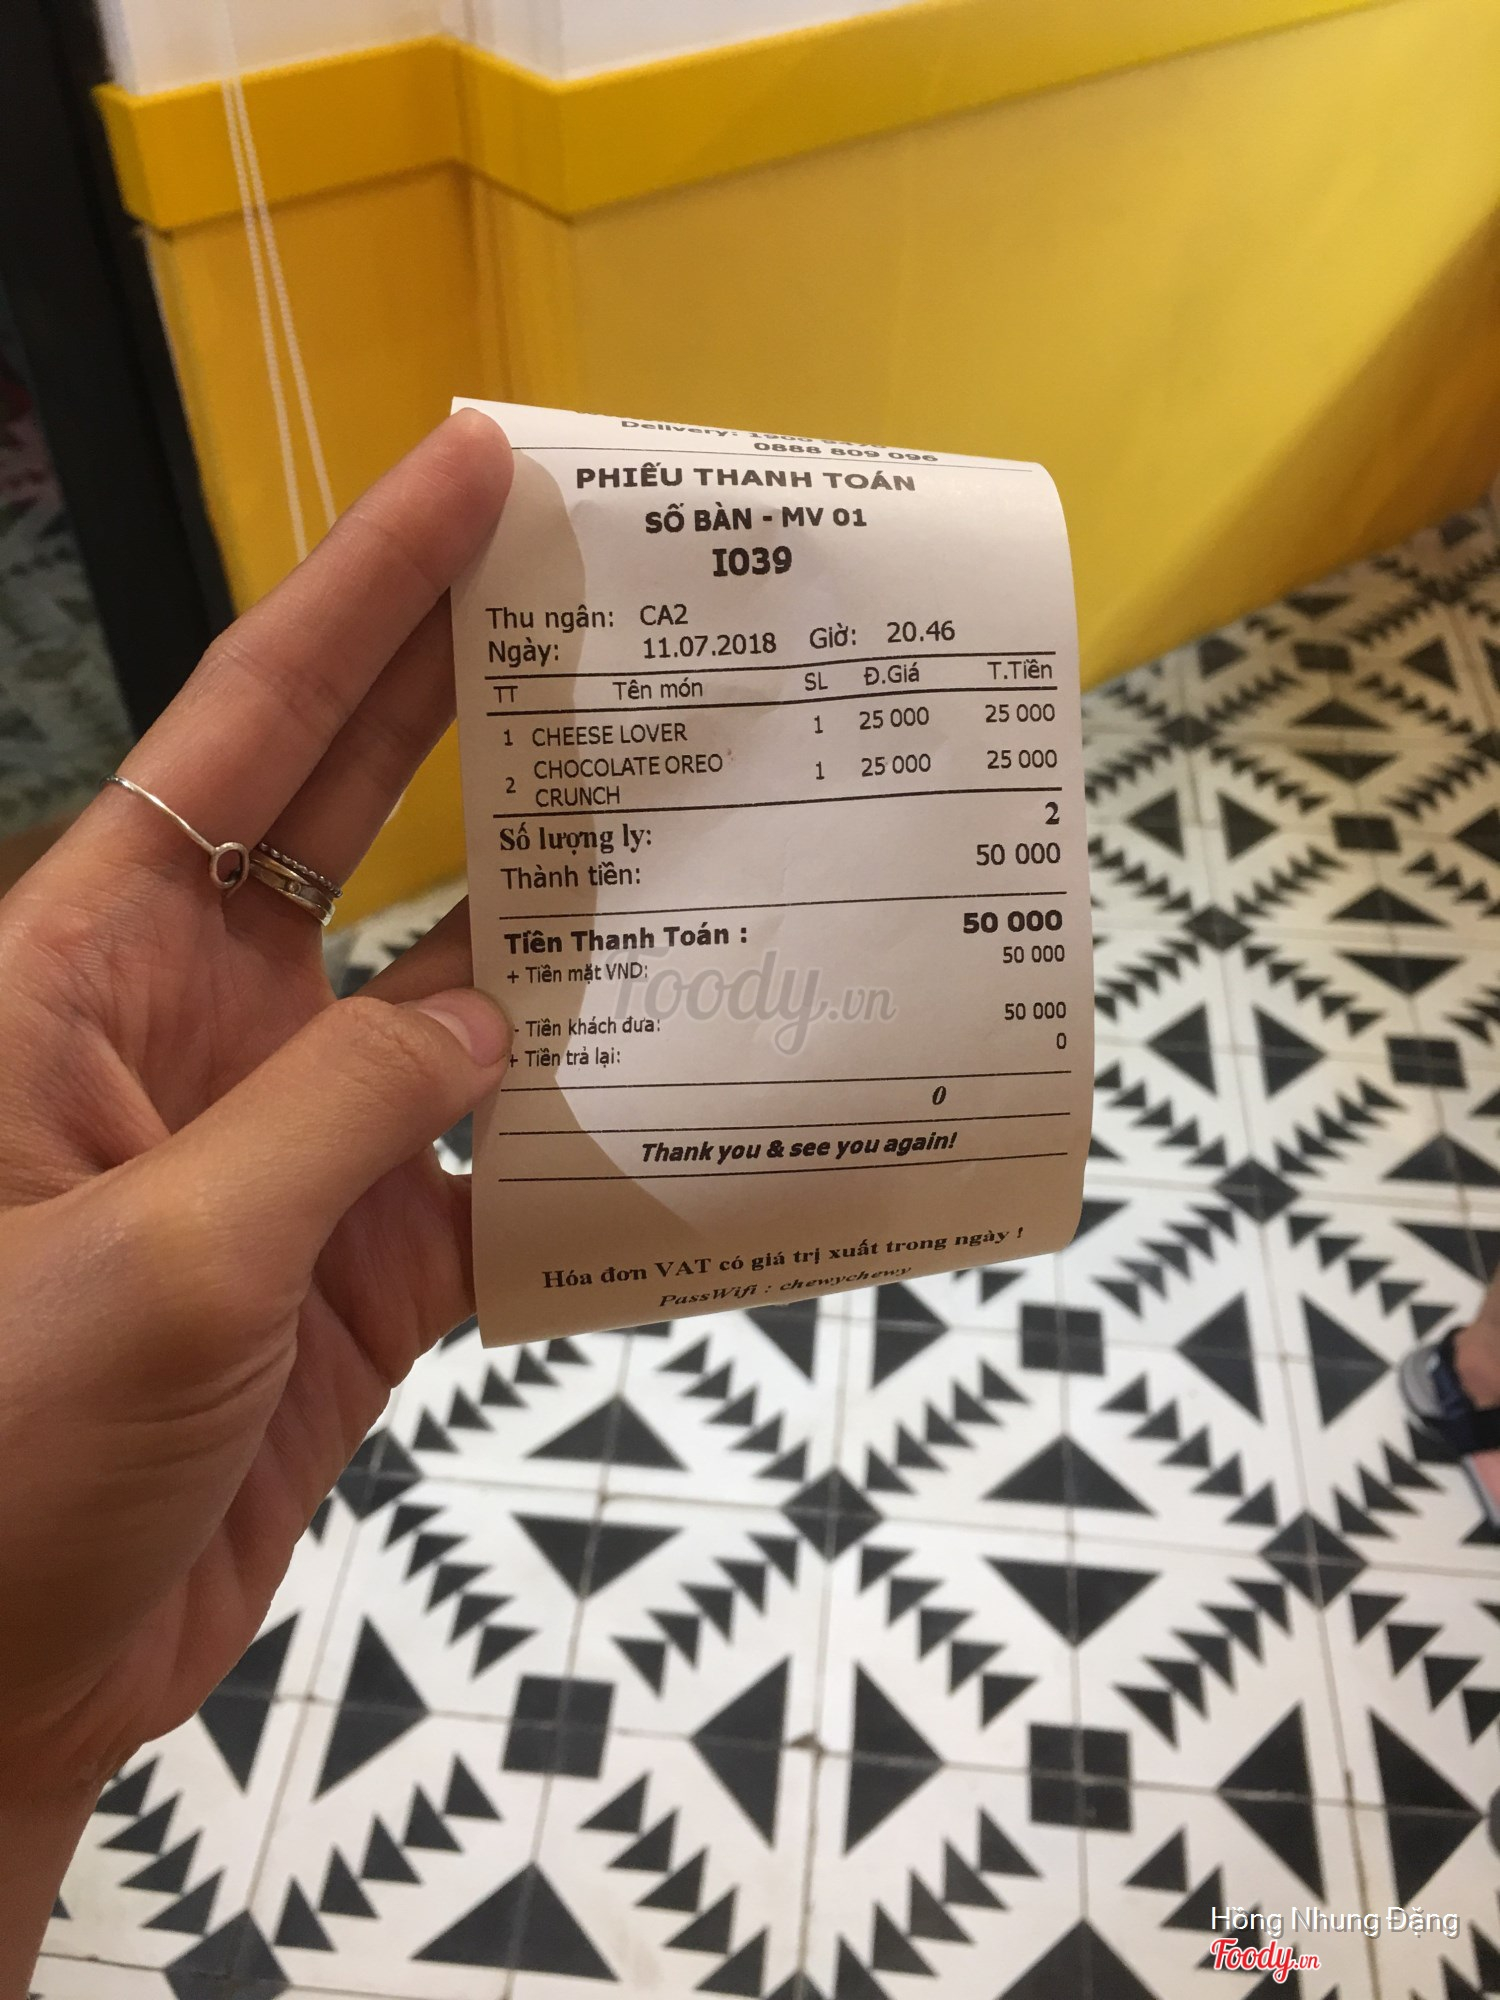 Delivery: 1900
0888 809 096
PHIẾU THANH TOÁN
SỐ BÀN - MV 01
I039
Thu ngân: CA2
Ngày: 11.07.2018 Giờ: 20.46
TT Tên món SL Đ.Giá T.Tiền
1 CHEESE LOVER 1 25 000 25 000
2 CHOCOLATE OREO CRUNCH 1 25 000 25 000
Số lượng ly: 2
Thành tiền: 50 000
Tiền Thanh Toán : 50 000
+ Tiền mặt VND: 50 000
- Tiền khách đưa: 50 000
+ Tiền trả lại: 0
0
Thank you & see you again!
Hóa đơn VAT có giá trị xuất trong ngày !
PassWifi : chewychewy
Foody.vn
Hồng Nhung Đặng
Foody.vn